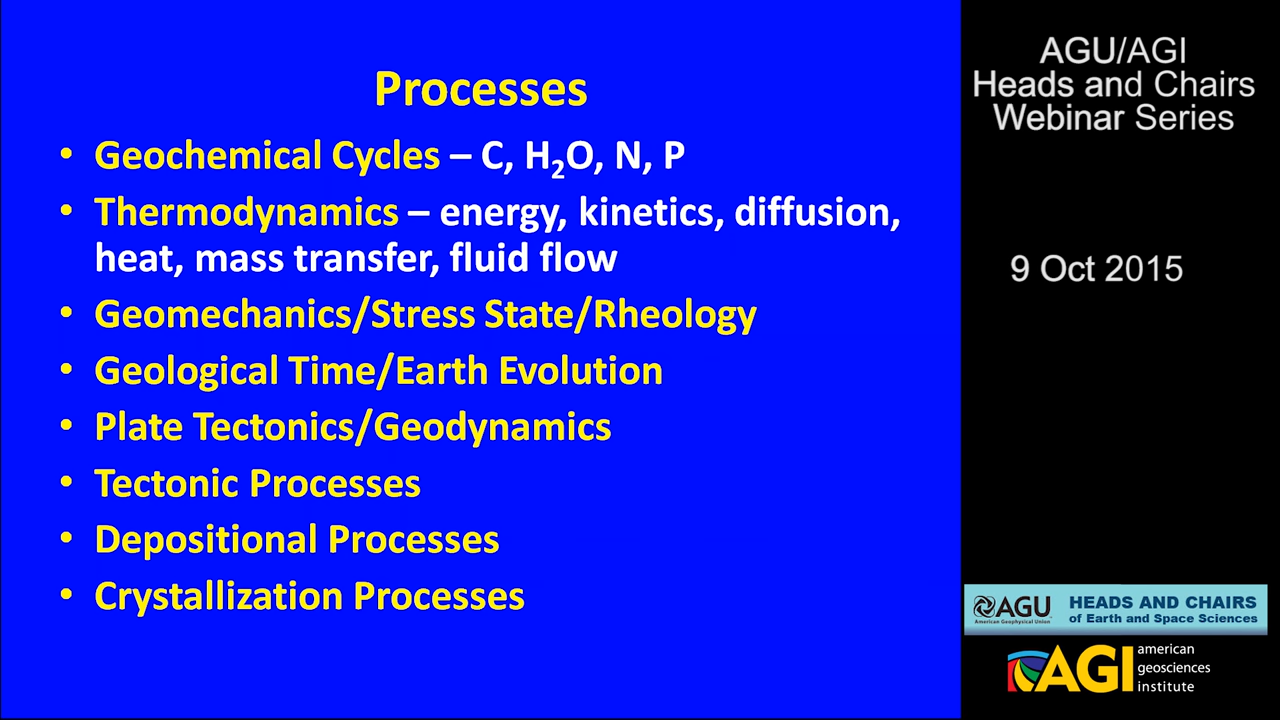 Processes
• Geochemical Cycles – C, H₂O, N, P
• Thermodynamics – energy, kinetics, diffusion,
heat, mass transfer, fluid flow
• Geomechanics/Stress State/Rheology
• Geological Time/Earth Evolution
• Plate Tectonics/Geodynamics
• Tectonic Processes
• Depositional Processes
• Crystallization Processes
AGU/AGI
Heads and Chairs
Webinar Series
9 Oct 2015
AGU
American Geophysical Union
HEADS AND CHAIRS
of Earth and Space Sciences
AGI
american
geosciences
institute